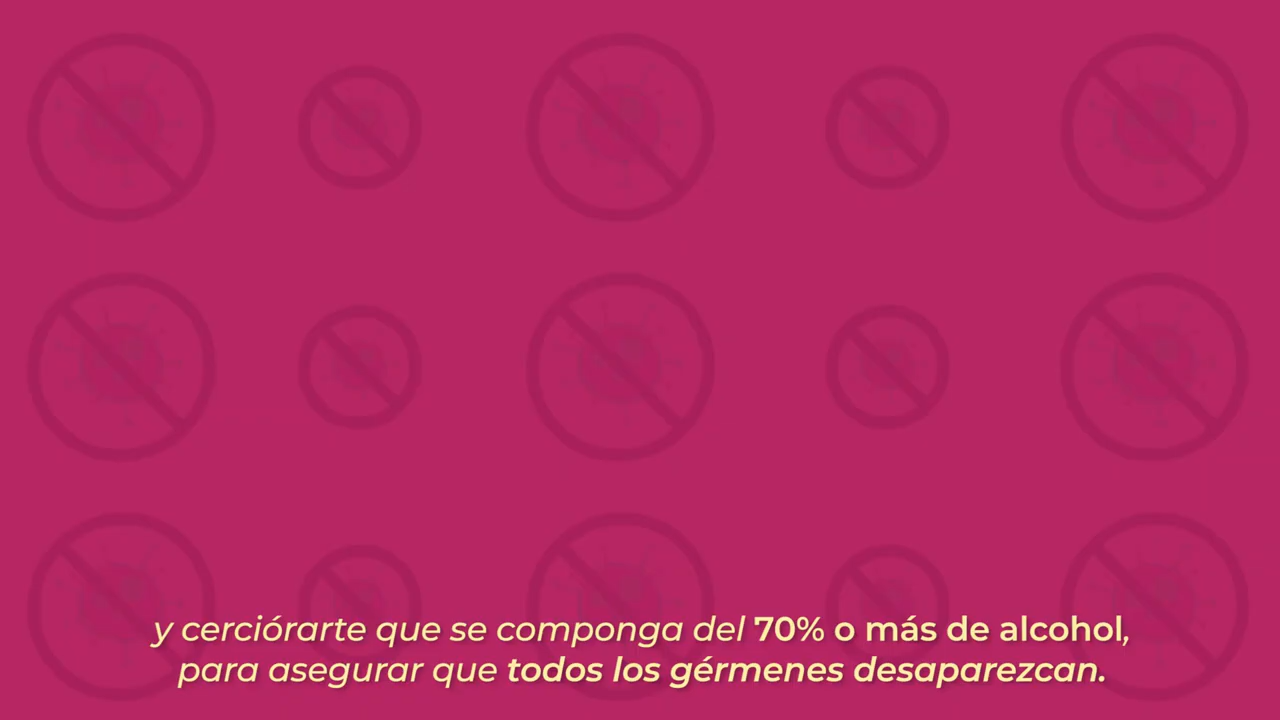 y cerciórarte que se componga del 70% o más de alcohol,
para asegurar que todos los gérmenes desaparezcan.